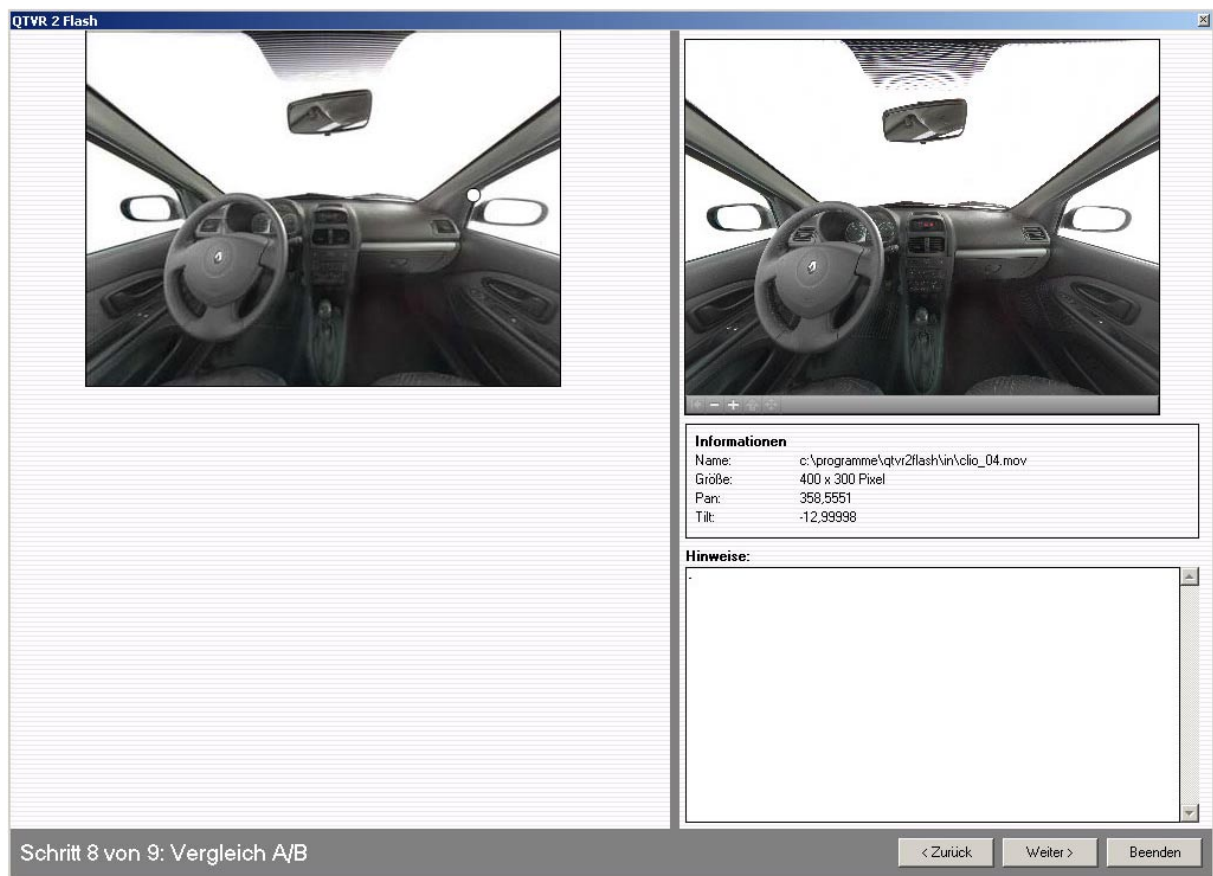 QTVR 2 Flash
Informationen
Name: c:\programme\qtvr2flash\in\clio_04.mov
Größe: 400 x 300 Pixel
Pan: 358,5551
Tilt: -12,99998
Hinweise:
-
Schritt 8 von 9: Vergleich A/B
< Zurück
Weiter >
Beenden